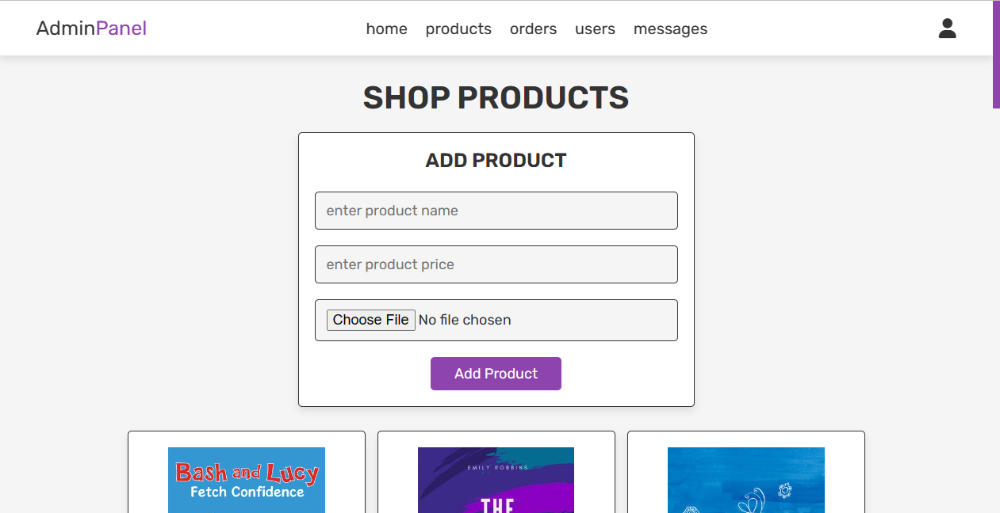 AdminPanel
home products orders users messages
SHOP PRODUCTS
ADD PRODUCT
enter product name
enter product price
Choose File No file chosen
Add Product
Bash and Lucy
Fetch Confidence
EMILY ROBBINS
THE